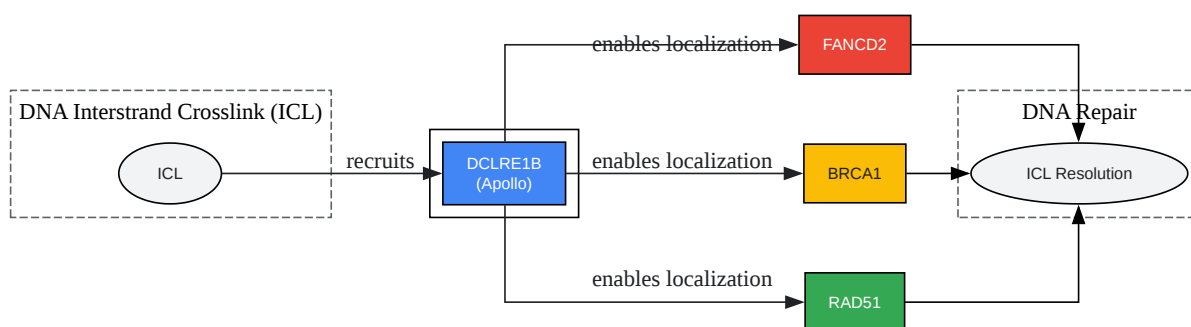 enables localization
FANCD2
DNA Interstrand Crosslink (ICL)
DNA Repair
ICL
recruits
DCLRE1B
(Apollo)
enables localization
BRCA1
ICL Resolution
enables localization
RAD51